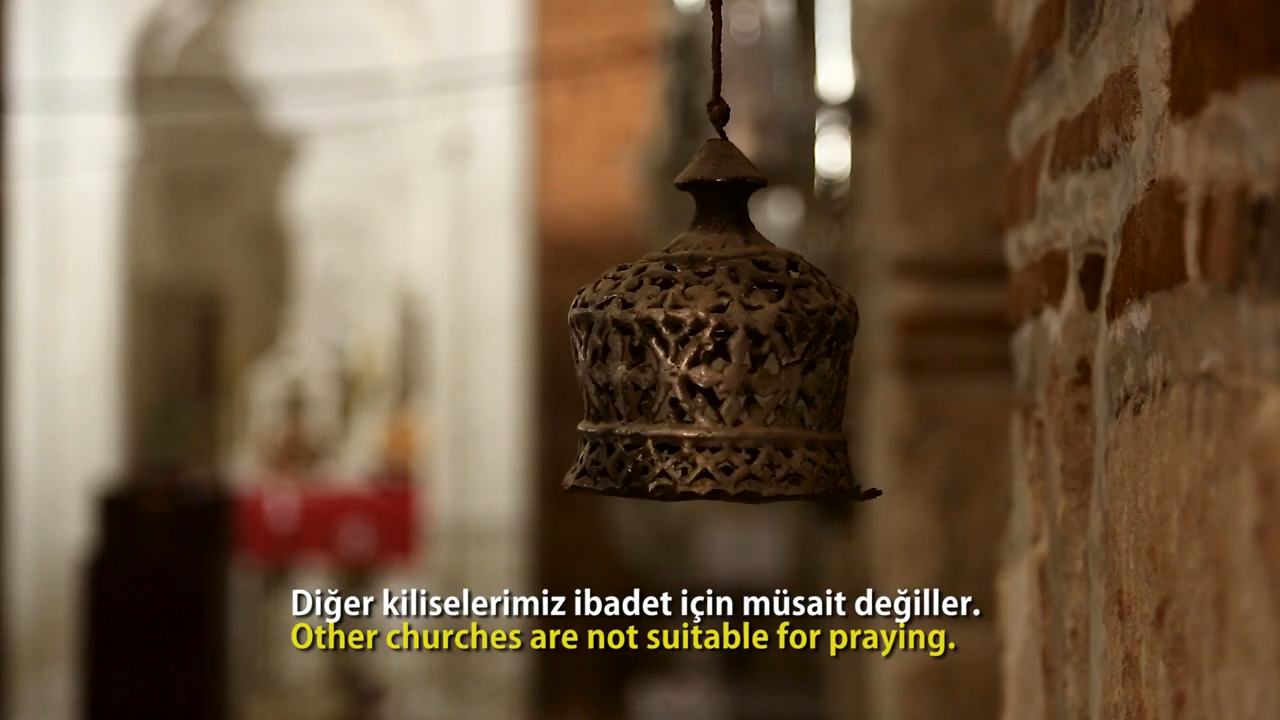 Diğer kiliselerimiz ibadet için müsait değiller.
Other churches are not suitable for praying.